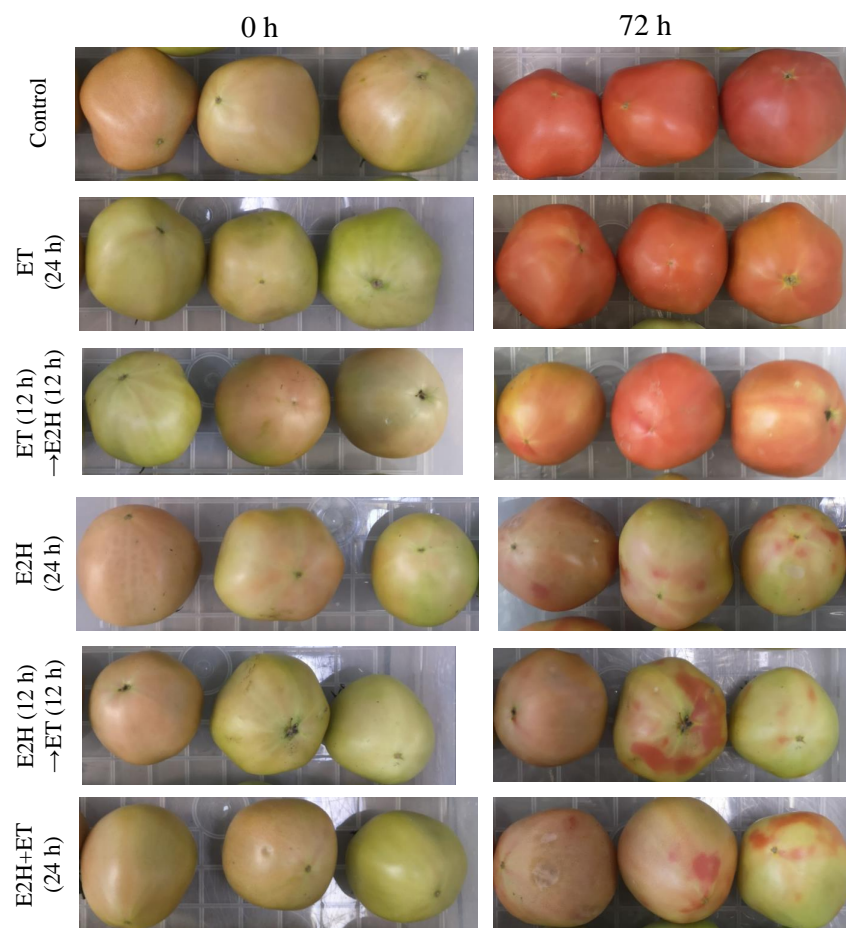 0 h
72 h
Control
ET
(24 h)
ET (12 h)
→E2H (12 h)
E2H
(24 h)
E2H (12 h)
→ET (12 h)
E2H+ET
(24 h)